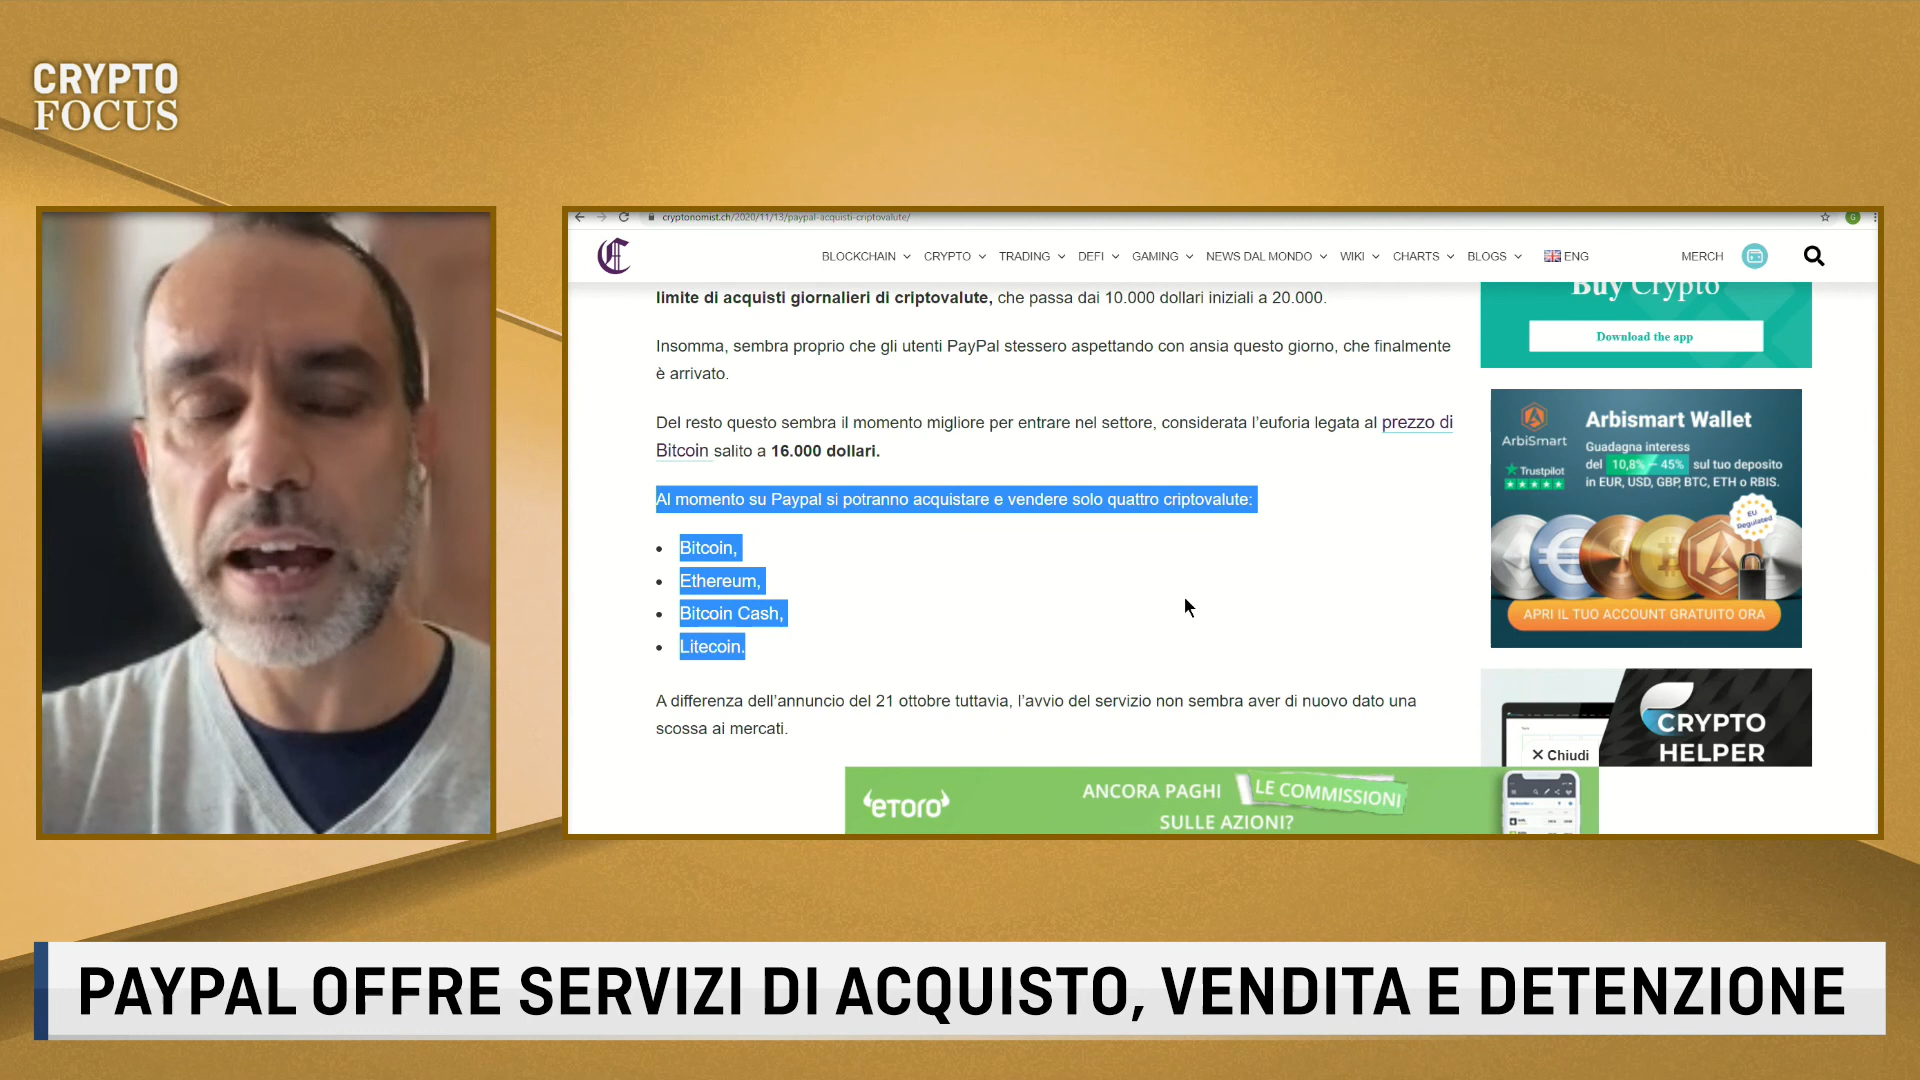 CRYPTO
FOCUS
cryptonomist.ch/2020/11/13/paypal-acquisti-criptovalute/
G
BLOCKCHAIN CRYPTO TRADING DEFI GAMING NEWS DAL MONDO WIKI CHARTS BLOGS ENG MERCH
limite di acquisti giornalieri di criptovalute, che passa dai 10.000 dollari iniziali a 20.000.
Insomma, sembra proprio che gli utenti PayPal stessero aspettando con ansia questo giorno, che finalmente
è arrivato.
Del resto questo sembra il momento migliore per entrare nel settore, considerata l'euforia legata al prezzo di
Bitcoin salito a 16.000 dollari.
Al momento su Paypal si potranno acquistare e vendere solo quattro criptovalute:
• Bitcoin,
• Ethereum,
• Bitcoin Cash,
• Litecoin.
A differenza dell'annuncio del 21 ottobre tuttavia, l'avvio del servizio non sembra aver di nuovo dato una
scossa ai mercati.
Buy Crypto
Download the app
ArbiSmart
Trustpilot
Arbismart Wallet
Guadagna interess
del 10,8% – 45% sul tuo deposito
in EUR, USD, GBP, BTC, ETH o RBIS.
EU
Regulated
APRI IL TUO ACCOUNT GRATUITO ORA
CRYPTO
HELPER
X Chiudi
eTORO
ANCORA PAGHI LE COMMISSIONI
SULLE AZIONI?
PAYPAL OFFRE SERVIZI DI ACQUISTO, VENDITA E DETENZIONE